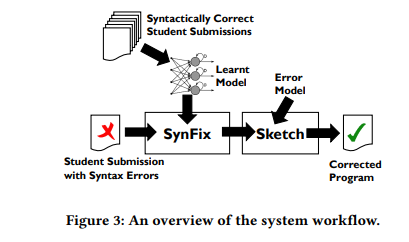 Syntactically Correct
Student Submissions
Learnt
Model
Error
Model
SynFix
Sketch
Student Submission
with Syntax Errors
Corrected
Program
Figure 3: An overview of the system workflow.